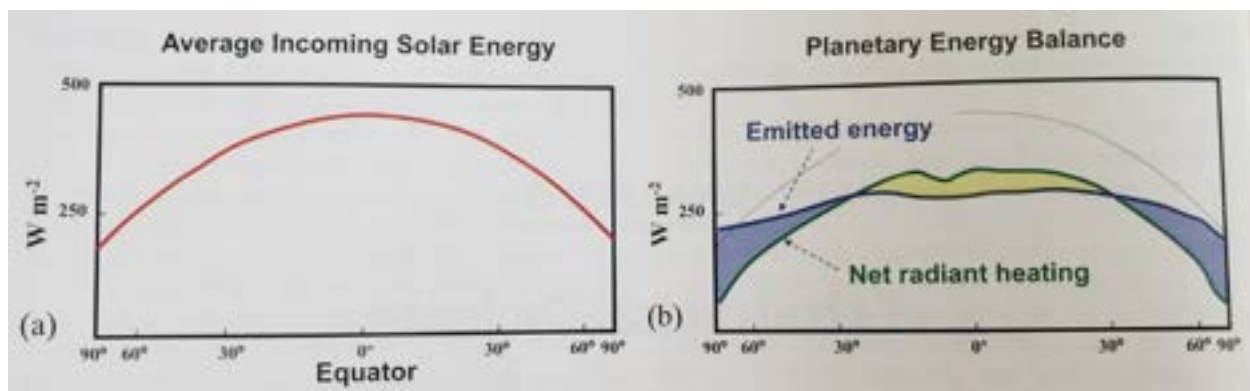 Average Incoming Solar Energy
500
250
W m⁻²
(a)
90° 60° 30° 0° 30° 60° 90°
Equator
Planetary Energy Balance
500
Emitted energy
250
W m⁻²
Net radiant heating
(b)
90° 60° 30° 0° 30° 60° 90°